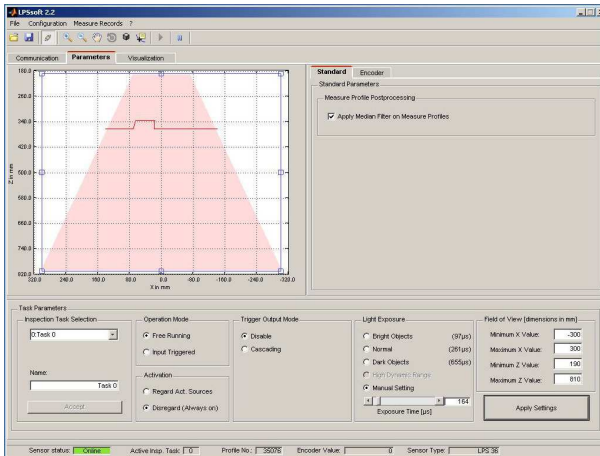 LPSsoft 2.2
File Configuration Measure Records ?
Communication Parameters Visualization
Standard Encoder
Standard Parameters
Measure Profile Postprocessing
Apply Median Filter on Measure Profiles
180.0
260.0
340.0
420.0
500.0
580.0
660.0
740.0
820.0
Z in mm
320.0 240.0 160.0 80.0 0.0 -80.0 -160.0 -240.0 -320.0
X in mm
Task Parameters
Inspection Task Selection
0:Task 0
Name:
Task 0
Accept
Operation Mode
Free Running
Input Triggered
Activation
Regard Act. Sources
Disregard (Always on)
Trigger Output Mode
Disable
Cascading
Light Exposure
Bright Objects (97µs)
Normal (261µs)
Dark Objects (655µs)
High Dynamic Range
Manual Setting
164
Exposure Time [µs]
Field of View [dimensions in mm]
Minimum X Value: -300
Maximum X Value: 300
Minimum Z Value: 190
Maximum Z Value: 810
Apply Settings
Sensor status: Online Active Insp. Task: 0 Profile No.: 35076 Encoder Value: 0 Sensor Type: LPS 36